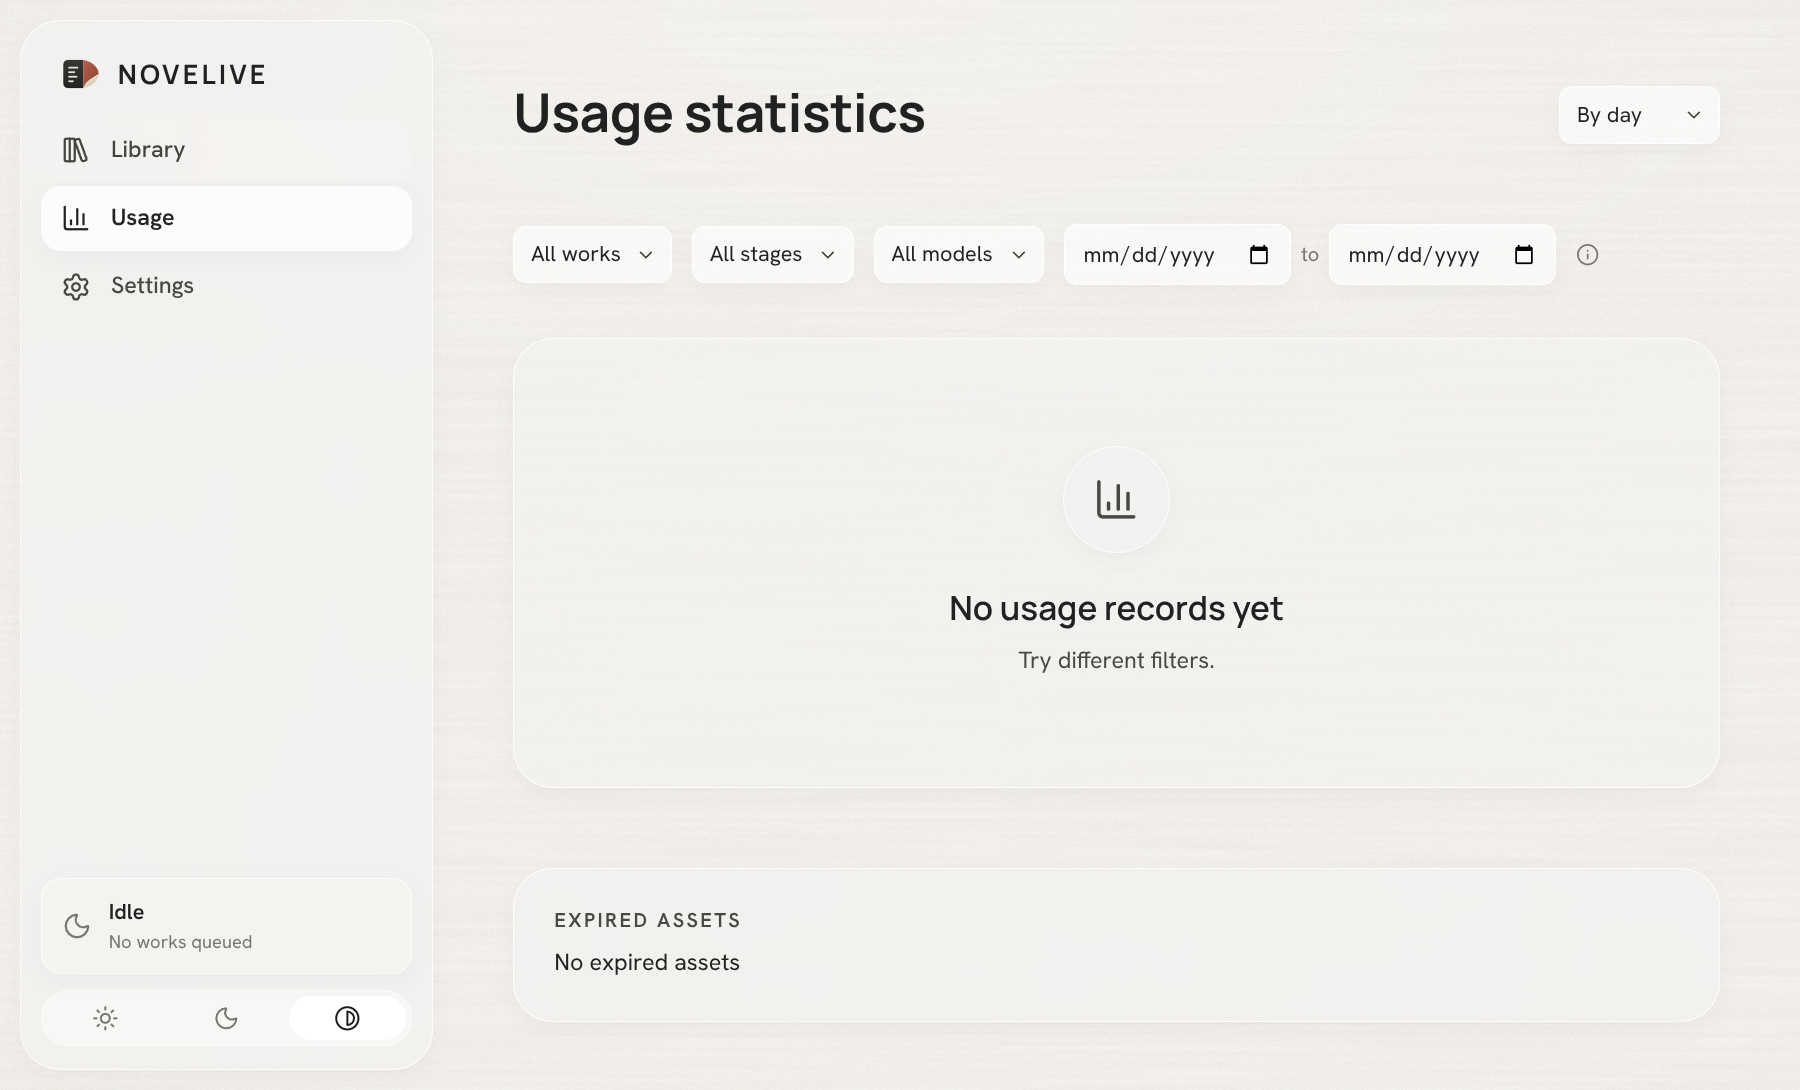 NOVELIVE
Library
Usage
Settings
Idle
No works queued
Usage statistics
By day
All works
All stages
All models
mm/dd/yyyy
to
mm/dd/yyyy
No usage records yet
Try different filters.
EXPIRED ASSETS
No expired assets